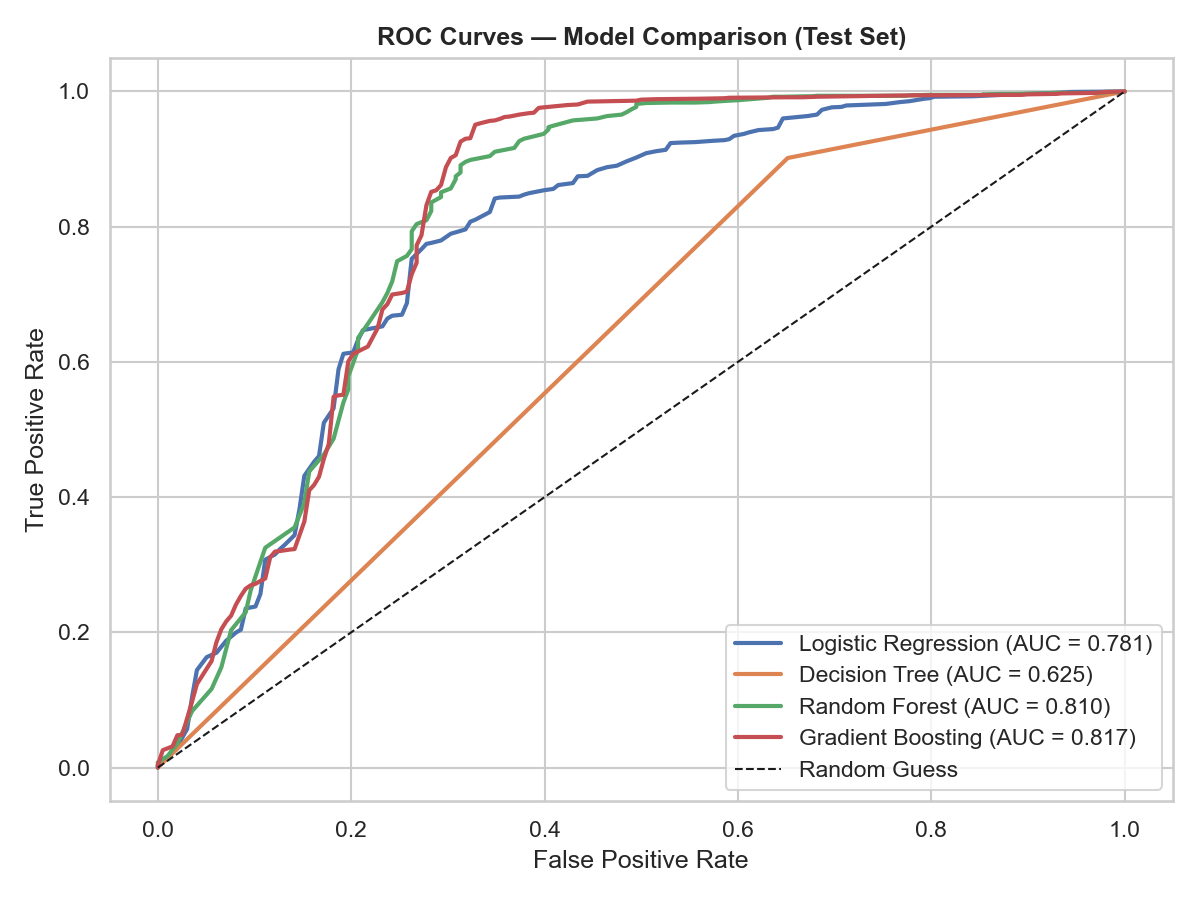 ROC Curves — Model Comparison (Test Set)
1.0
0.8
0.6
0.4
0.2
0.0
True Positive Rate
0.0 0.2 0.4 0.6 0.8 1.0
False Positive Rate
Logistic Regression (AUC = 0.781)
Decision Tree (AUC = 0.625)
Random Forest (AUC = 0.810)
Gradient Boosting (AUC = 0.817)
Random Guess